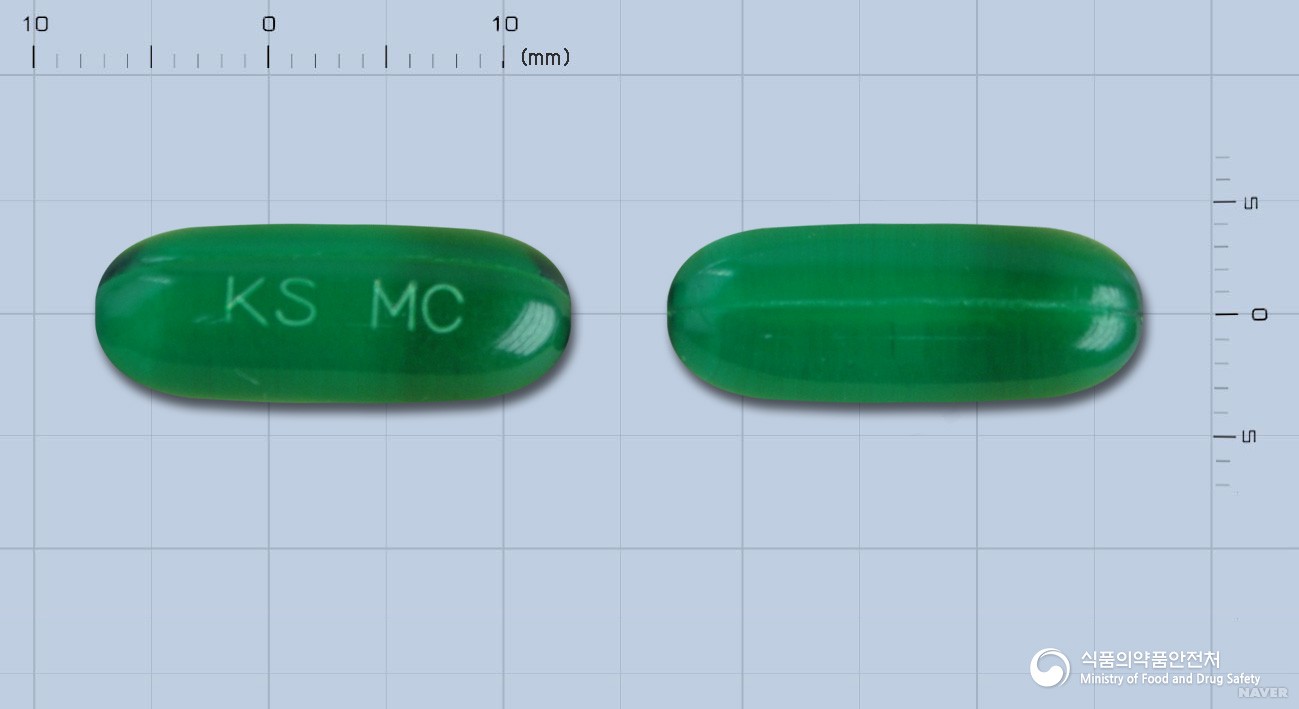 10 0 10
(mm)
5
0
5
KS MC
식품의약품안전처
Ministry of Food and Drug Safety
NAVER